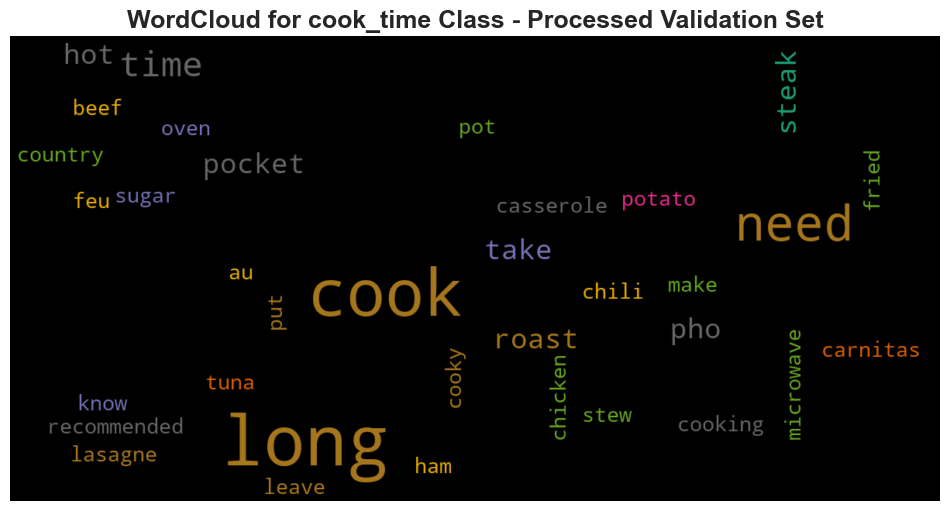 WordCloud for cook_time Class - Processed Validation Set
hot
time
steak
beef
oven
pot
country
pocket
fried
feu
sugar
casserole
potato
need
take
au
cook
chili
make
put
pho
roast
carnitas
microwave
cooky
chicken
tuna
know
recommended
long
stew
cooking
lasagne
ham
leave